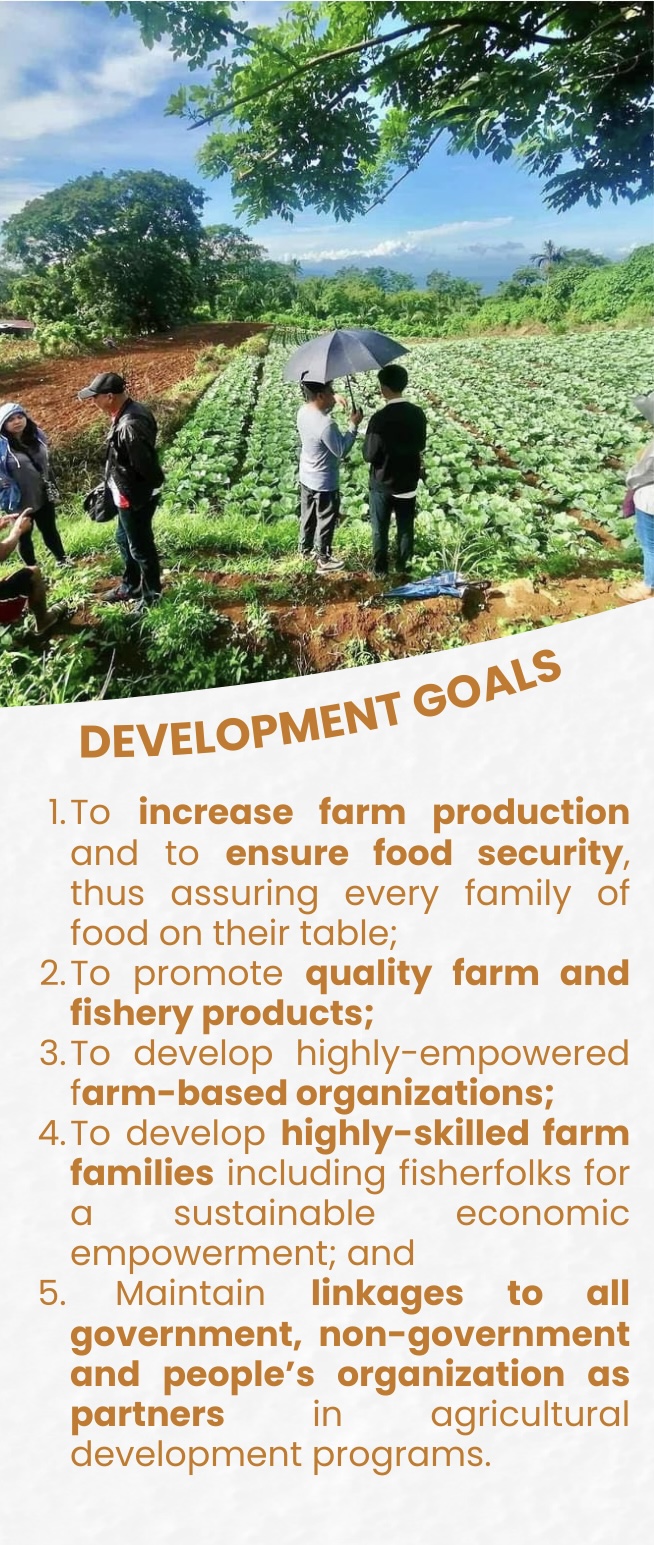 DEVELOPMENT GOALS
1. To increase farm production
and to ensure food security,
thus assuring every family of
food on their table;
2. To promote quality farm and
fishery products;
3. To develop highly-empowered
farm-based organizations;
4. To develop highly-skilled farm
families including fisherfolks for
a sustainable economic
empowerment; and
5. Maintain linkages to all
government, non-government
and people’s organization as
partners in agricultural
development programs.